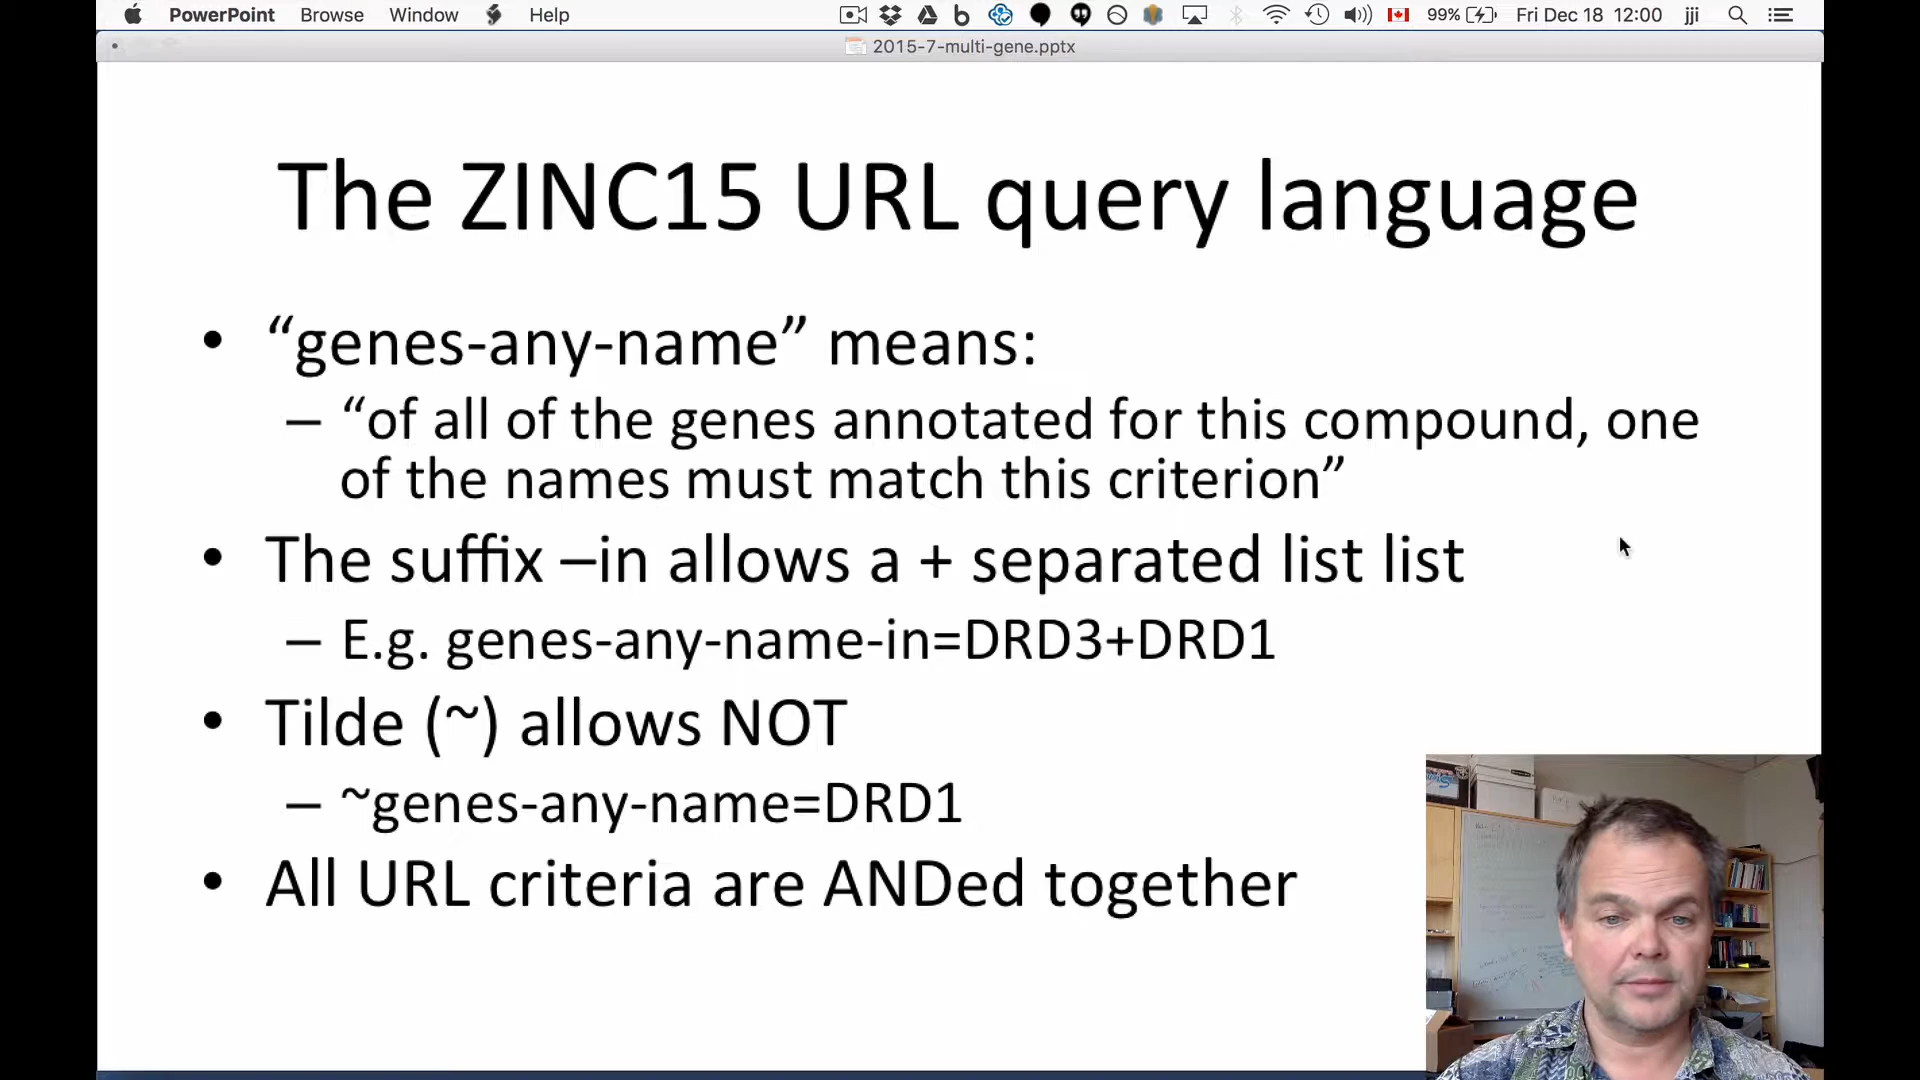 PowerPoint Browse Window Help 99% Fri Dec 18 12:00 jji
2015-7-multi-gene.pptx
The ZINC15 URL query language
• “genes-any-name” means:
– “of all of the genes annotated for this compound, one
of the names must match this criterion”
• The suffix –in allows a + separated list list
– E.g. genes-any-name-in=DRD3+DRD1
• Tilde (~) allows NOT
– ~genes-any-name=DRD1
• All URL criteria are ANDed together